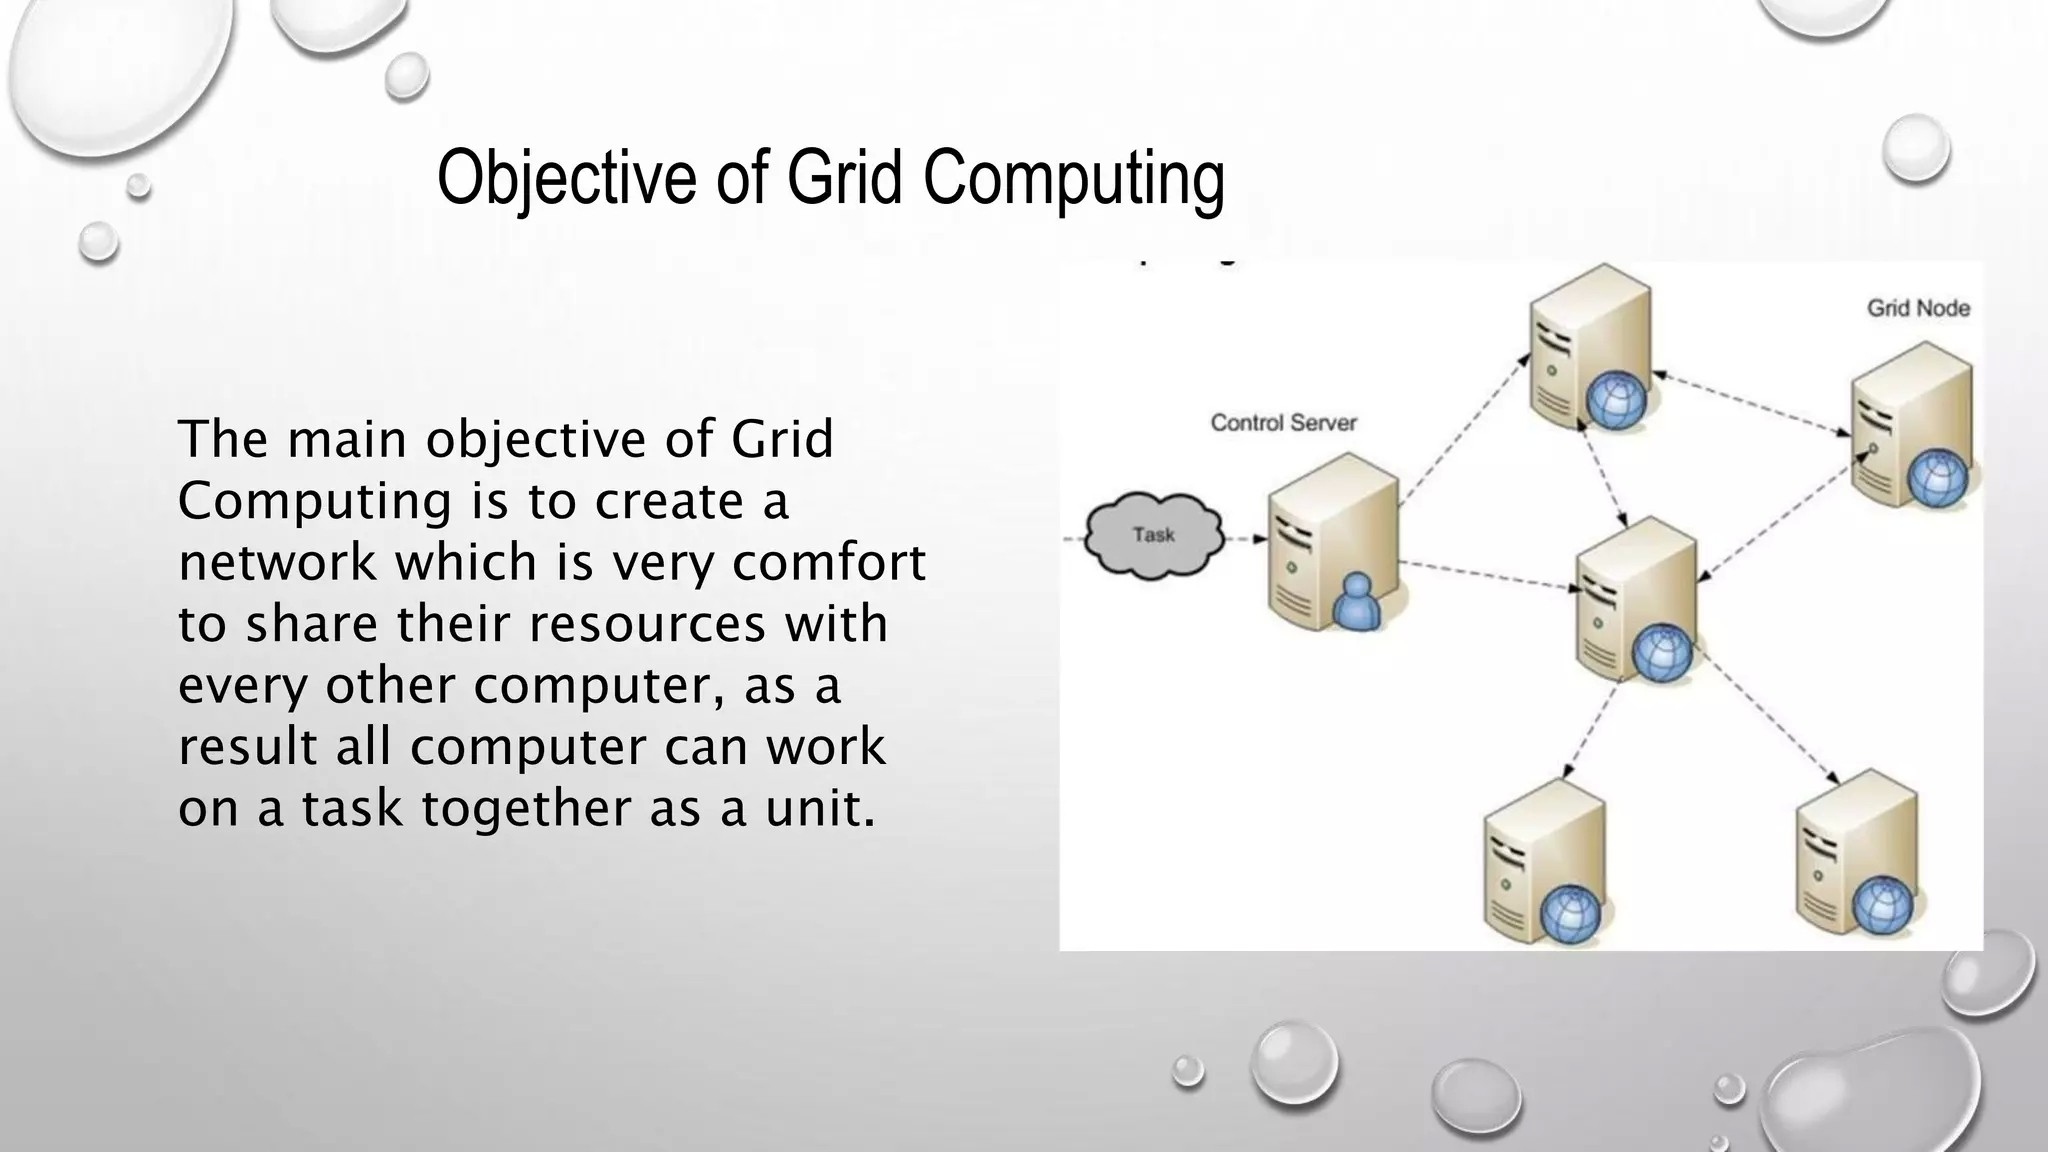 Objective of Grid Computing
The main objective of Grid
Computing is to create a
network which is very comfort
to share their resources with
every other computer, as a
result all computer can work
on a task together as a unit.
Grid Node
Control Server
Task